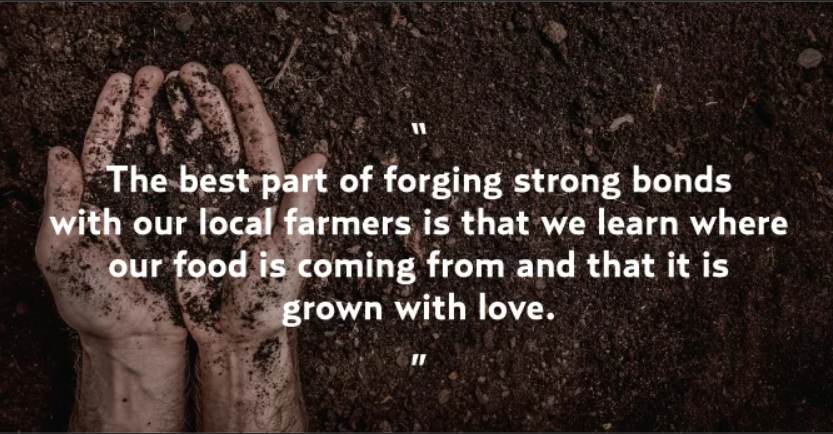 “
The best part of forging strong bonds
with our local farmers is that we learn where
our food is coming from and that it is
grown with love.
”